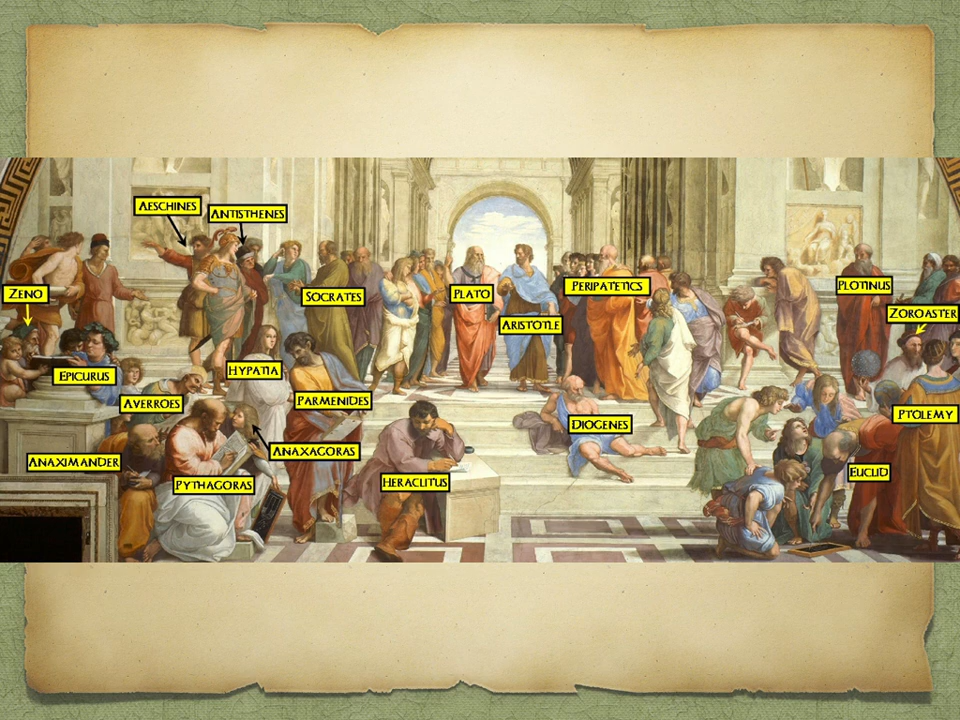 AESCHINES
ANTISTHENES
ZENO
SOCRATES
PLATO
PERIPATETICS
PLOTINUS
ARISTOTLE
ZOROASTER
EPICURUS
HYPATIA
AVERROES
PARMENIDES
DIOGENES
PTOLEMY
ANAXIMANDER
ANAXAGORAS
PYTHAGORAS
HERACLITUS
EUCLID